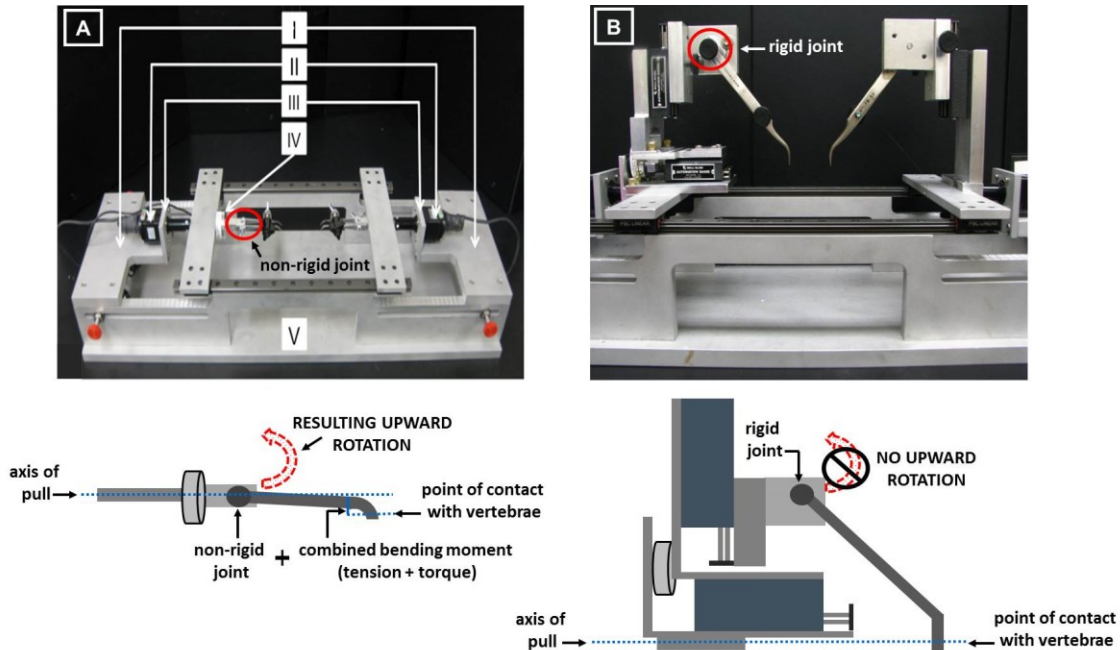 A
I
II
III
IV
non-rigid joint
V
B
rigid joint
RESULTING UPWARD
ROTATION
axis of
pull
point of contact
with vertebrae
non-rigid
joint
+
combined bending moment
(tension + torque)
rigid
joint
NO UPWARD
ROTATION
axis of
pull
point of contact
with vertebrae